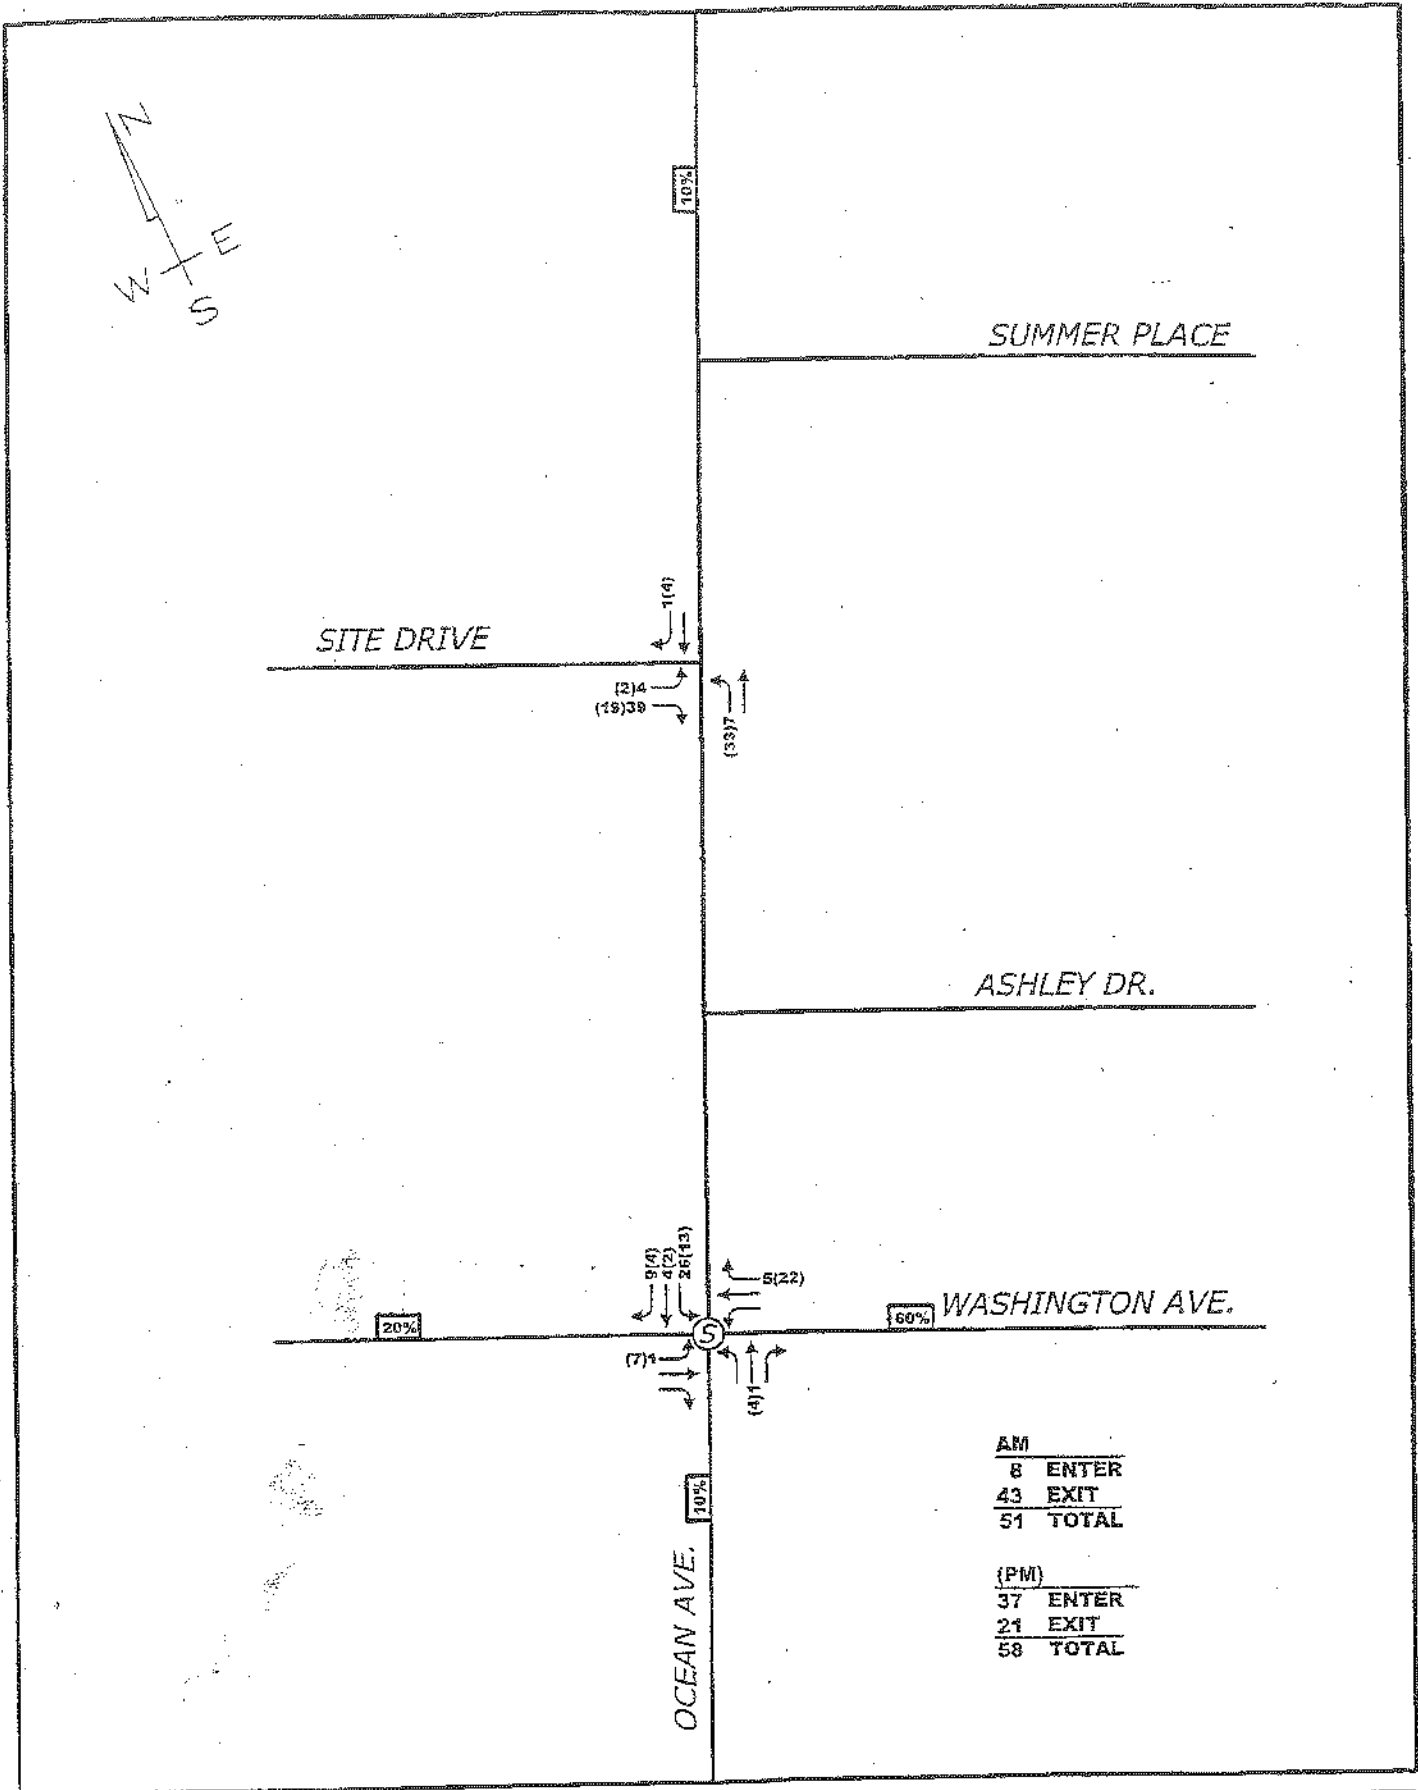 N
E
W
S
10%
SUMMER PLACE
1(4)
SITE DRIVE
(2)4
(19)39
(33)7
ASHLEY DR.
9(4)
4(2)
26(13)
5(22)
WASHINGTON AVE.
20%
60%
S
(7)1
(4)1
10%
OCEAN AVE.
AM
8 ENTER
43 EXIT
51 TOTAL
(PM)
37 ENTER
21 EXIT
58 TOTAL